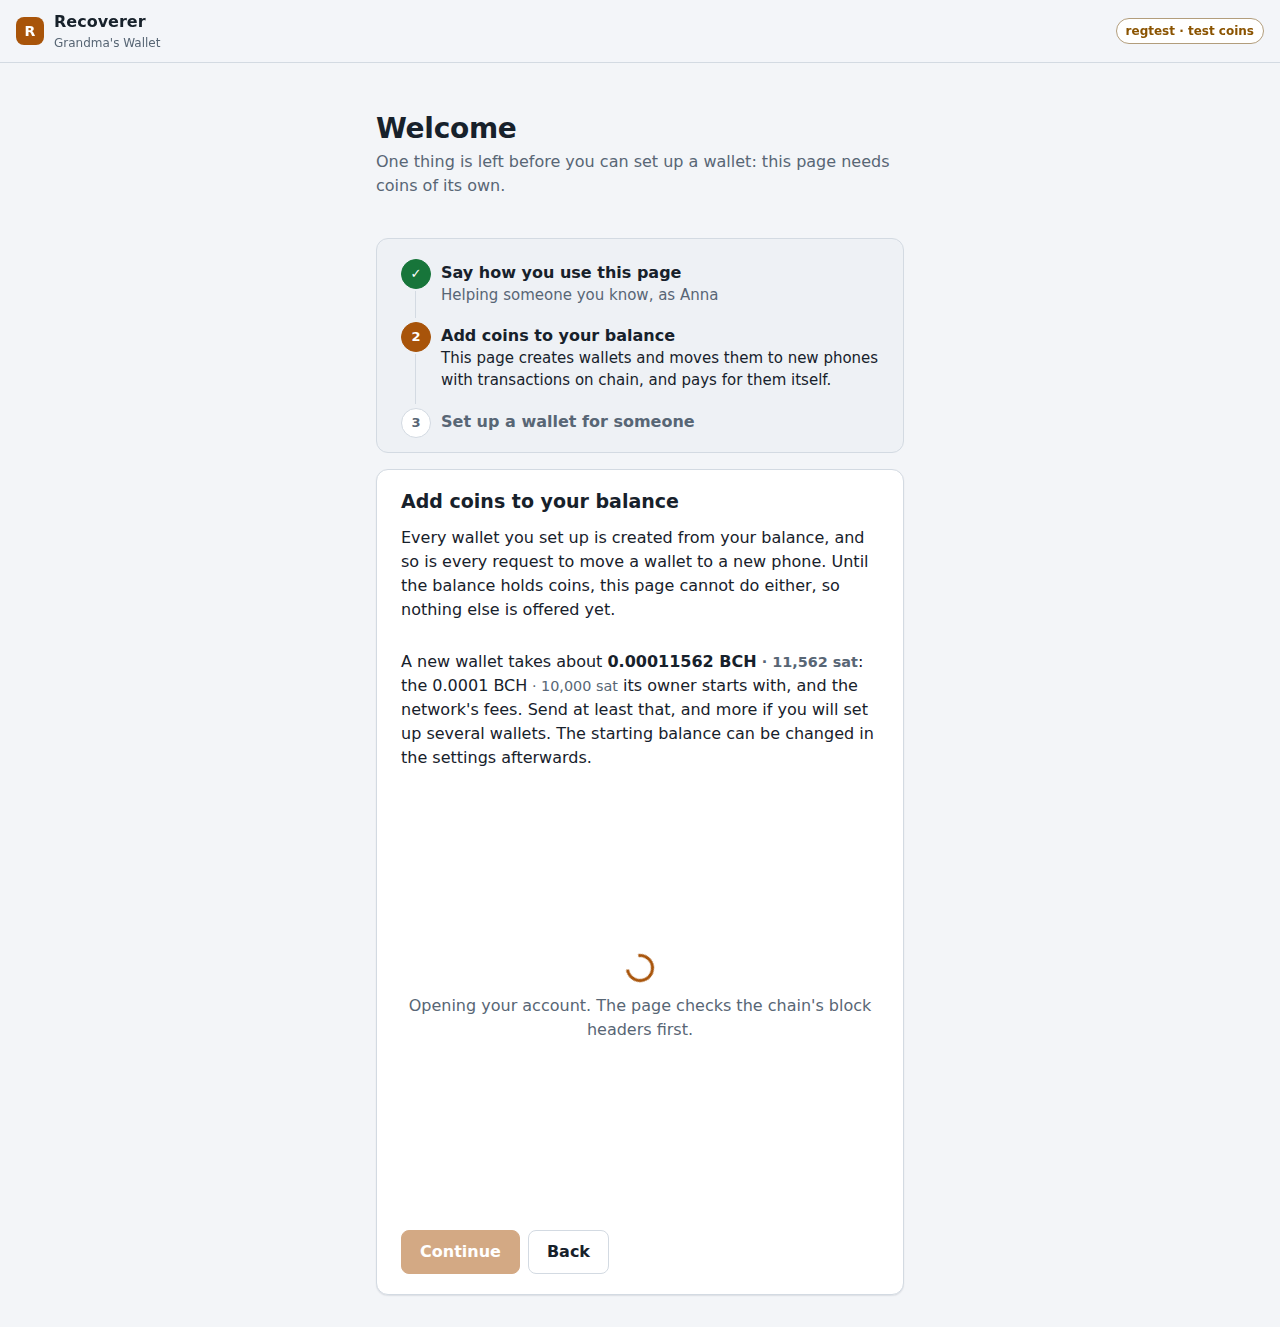 R
Recoverer
Grandma's Wallet
regtest · test coins
Welcome
One thing is left before you can set up a wallet: this page needs
coins of its own.
✓
Say how you use this page
Helping someone you know, as Anna
2
Add coins to your balance
This page creates wallets and moves them to new phones
with transactions on chain, and pays for them itself.
3
Set up a wallet for someone
Add coins to your balance
Every wallet you set up is created from your balance, and
so is every request to move a wallet to a new phone. Until
the balance holds coins, this page cannot do either, so
nothing else is offered yet.
A new wallet takes about 0.00011562 BCH · 11,562 sat:
the 0.0001 BCH · 10,000 sat its owner starts with, and the
network's fees. Send at least that, and more if you will set
up several wallets. The starting balance can be changed in
the settings afterwards.
Opening your account. The page checks the chain's block
headers first.
Continue
Back